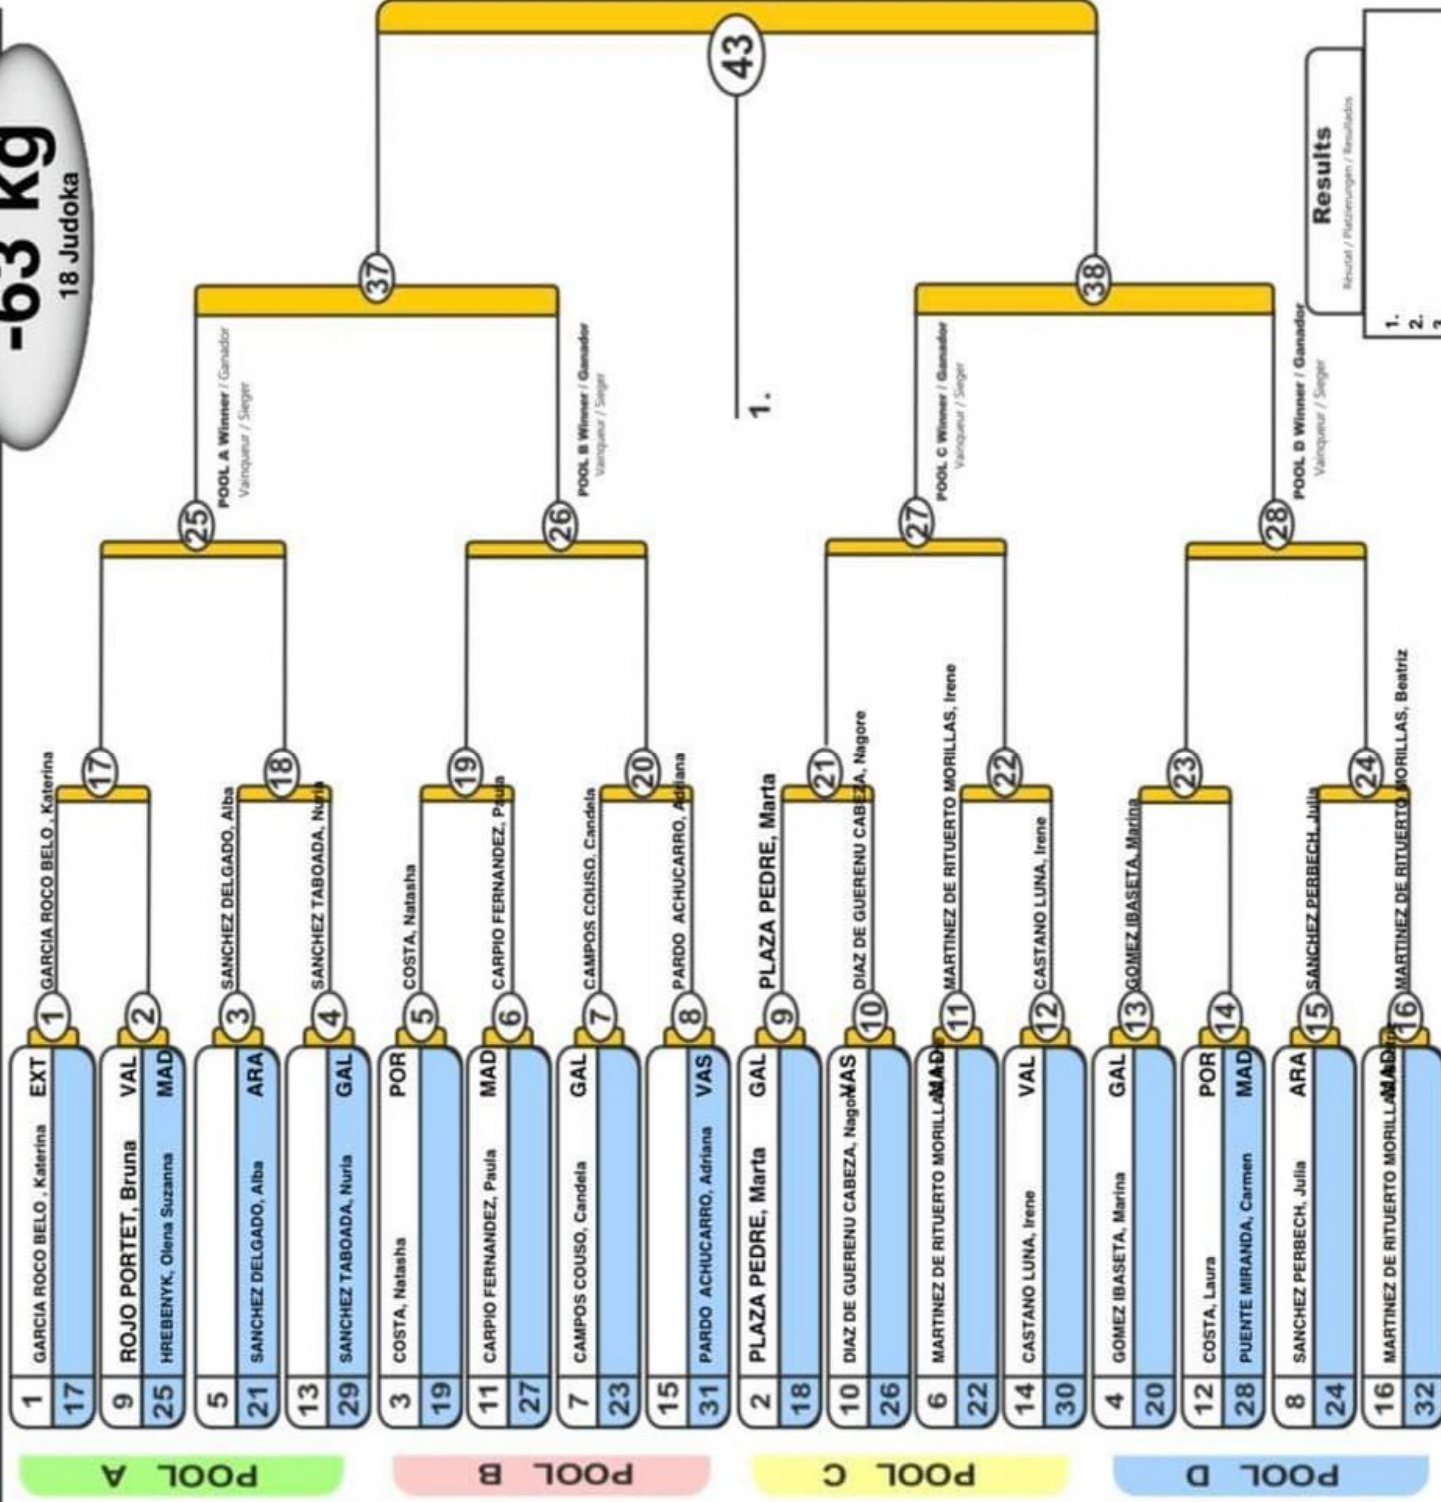 -63 kg
18 Judoka
POOL A
1 GARCIA ROCO BELO , Katerina EXT
17
1
GARCIA ROCO BELO , Katerina
9 ROJO PORTET, Bruna VAL
25 HREBENYK, Olena Suzanna MAD
2
17
5
21 SANCHEZ DELGADO, Alba ARA
3
SANCHEZ DELGADO, Alba
13
29 SANCHEZ TABOADA, Nuria GAL
4
SANCHEZ TABOADA, Nuria
18
25
POOL A Winner / Ganador
Vainqueur / Sieger
POOL B
3 COSTA, Natasha POR
19
5
COSTA, Natasha
11 CARPIO FERNANDEZ, Paula MAD
27
6
CARPIO FERNANDEZ, Paula
19
7 CAMPOS COUSO, Candela GAL
23
7
CAMPOS COUSO, Candela
15
31 PARDO ACHUCARRO, Adriana VAS
8
PARDO ACHUCARRO, Adriana
20
26
POOL B Winner / Ganador
Vainqueur / Sieger
37
POOL C
2 PLAZA PEDRE, Marta GAL
18
9
PLAZA PEDRE, Marta
10 DIAZ DE GUERENU CABEZA, Nagore VAS
26
10
DIAZ DE GUERENU CABEZA, Nagore
21
6 MARTINEZ DE RITUERTO MORILLAS MAD
22
11
MARTINEZ DE RITUERTO MORILLAS, Irene
14 CASTANO LUNA, Irene VAL
30
12
CASTANO LUNA, Irene
22
27
POOL C Winner / Ganador
Vainqueur / Sieger
POOL D
4 GOMEZ IBASETA, Marina GAL
20
13
GOMEZ IBASETA, Marina
12 COSTA, Laura POR
28 PUENTE MIRANDA, Carmen MAD
14
23
8 SANCHEZ PERBECH, Julia ARA
24
15
SANCHEZ PERBECH, Julia
16 MARTINEZ DE RITUERTO MORILLAS MAD
32
16
MARTINEZ DE RITUERTO MORILLAS, Beatriz
24
28
POOL D Winner / Ganador
Vainqueur / Sieger
38
43
1.
Results
Résultat / Platzierungen / Resultados
1.
2.